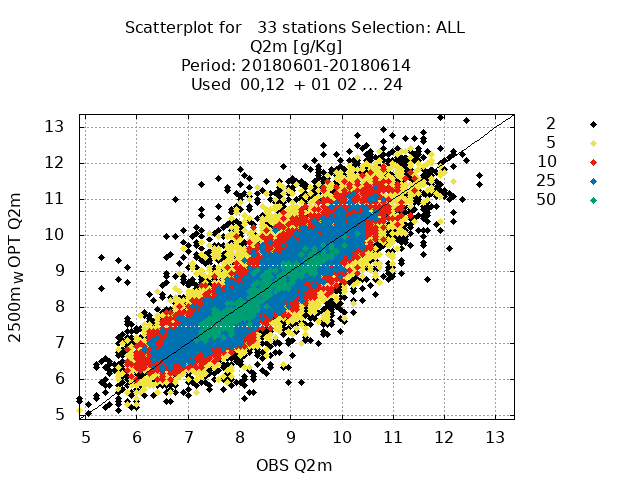 Scatterplot for 33 stations Selection: ALL
Q2m [g/Kg]
Period: 20180601-20180614
Used 00,12 + 01 02 ... 24
2
5
10
25
50
13
12
11
10
9
8
7
6
5
2500m w OPT Q2m
5 6 7 8 9 10 11 12 13
OBS Q2m